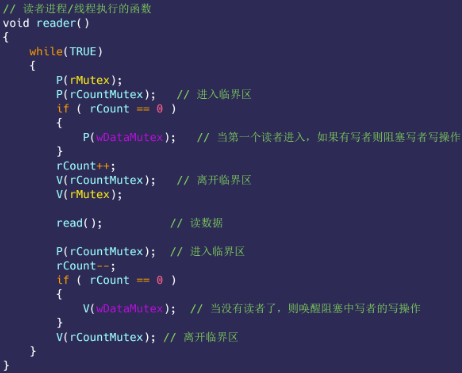 // 读者进程/线程执行的函数
void reader()
{
    while(TRUE)
    {
        P(rMutex);
        P(rCountMutex);   // 进入临界区
        if ( rCount == 0 )
        {
            P(wDataMutex);   // 当第一个读者进入，如果有写者则阻塞写者写操作
        }
        rCount++;
        V(rCountMutex);   // 离开临界区
        V(rMutex);
        read();          // 读数据
        P(rCountMutex);  // 进入临界区
        rCount--;
        if ( rCount == 0 )
        {
            V(wDataMutex);  // 当没有读者了，则唤醒阻塞中写者的写操作
        }
        V(rCountMutex); // 离开临界区
    }
}